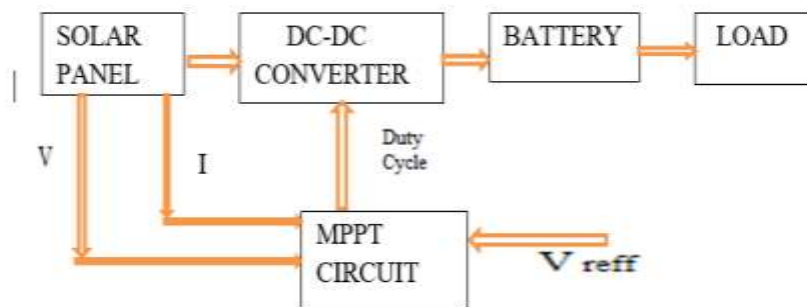 SOLAR
PANEL
DC-DC
CONVERTER
BATTERY
LOAD
V
I
Duty
Cycle
MPPT
CIRCUIT
V reff